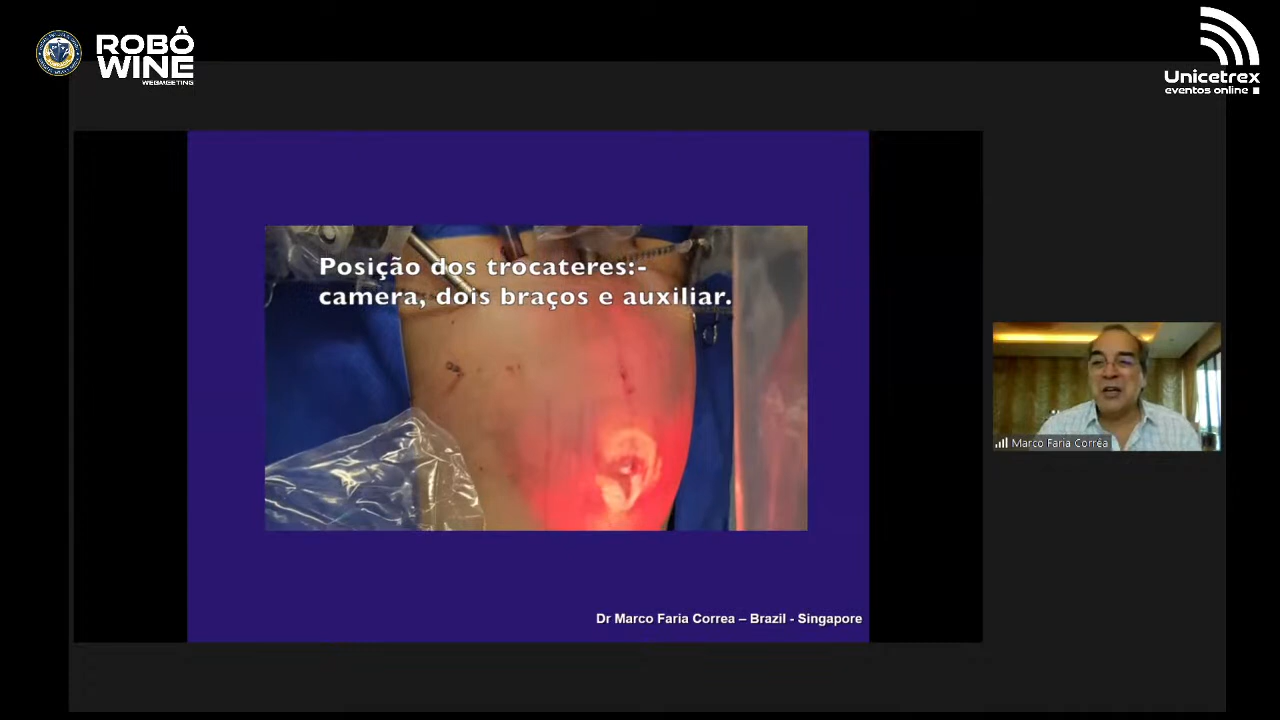 ROBÔ
WINE
WEBMEETING
Unicetrex
eventos online
Posição dos trocateres:-
camera, dois braços e auxiliar.
Marco Faria Corrêa
Dr Marco Faria Correa – Brazil - Singapore